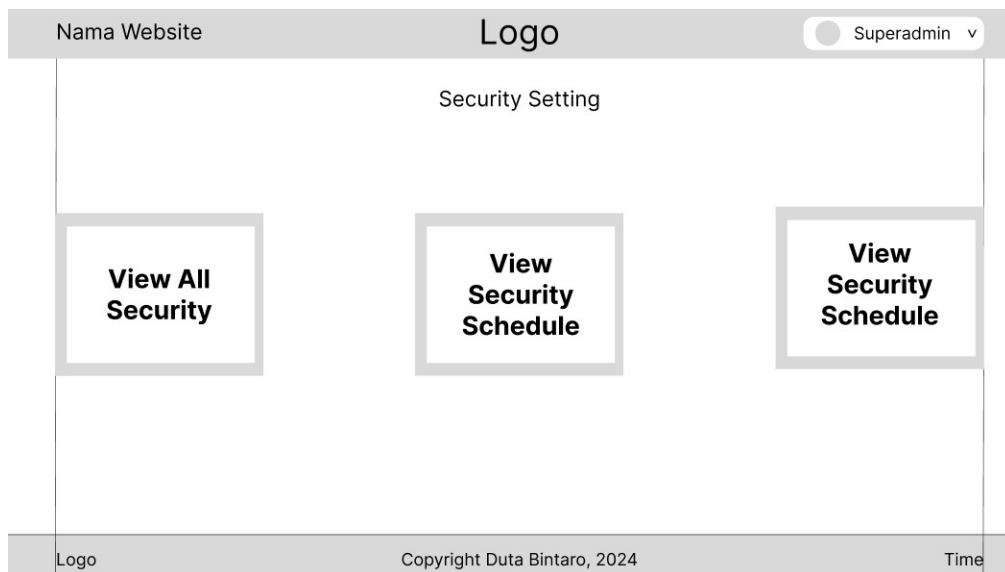 Nama Website
Logo
Superadmin v
Security Setting
View All
Security
View
Security
Schedule
View
Security
Schedule
Logo
Copyright Duta Bintaro, 2024
Time